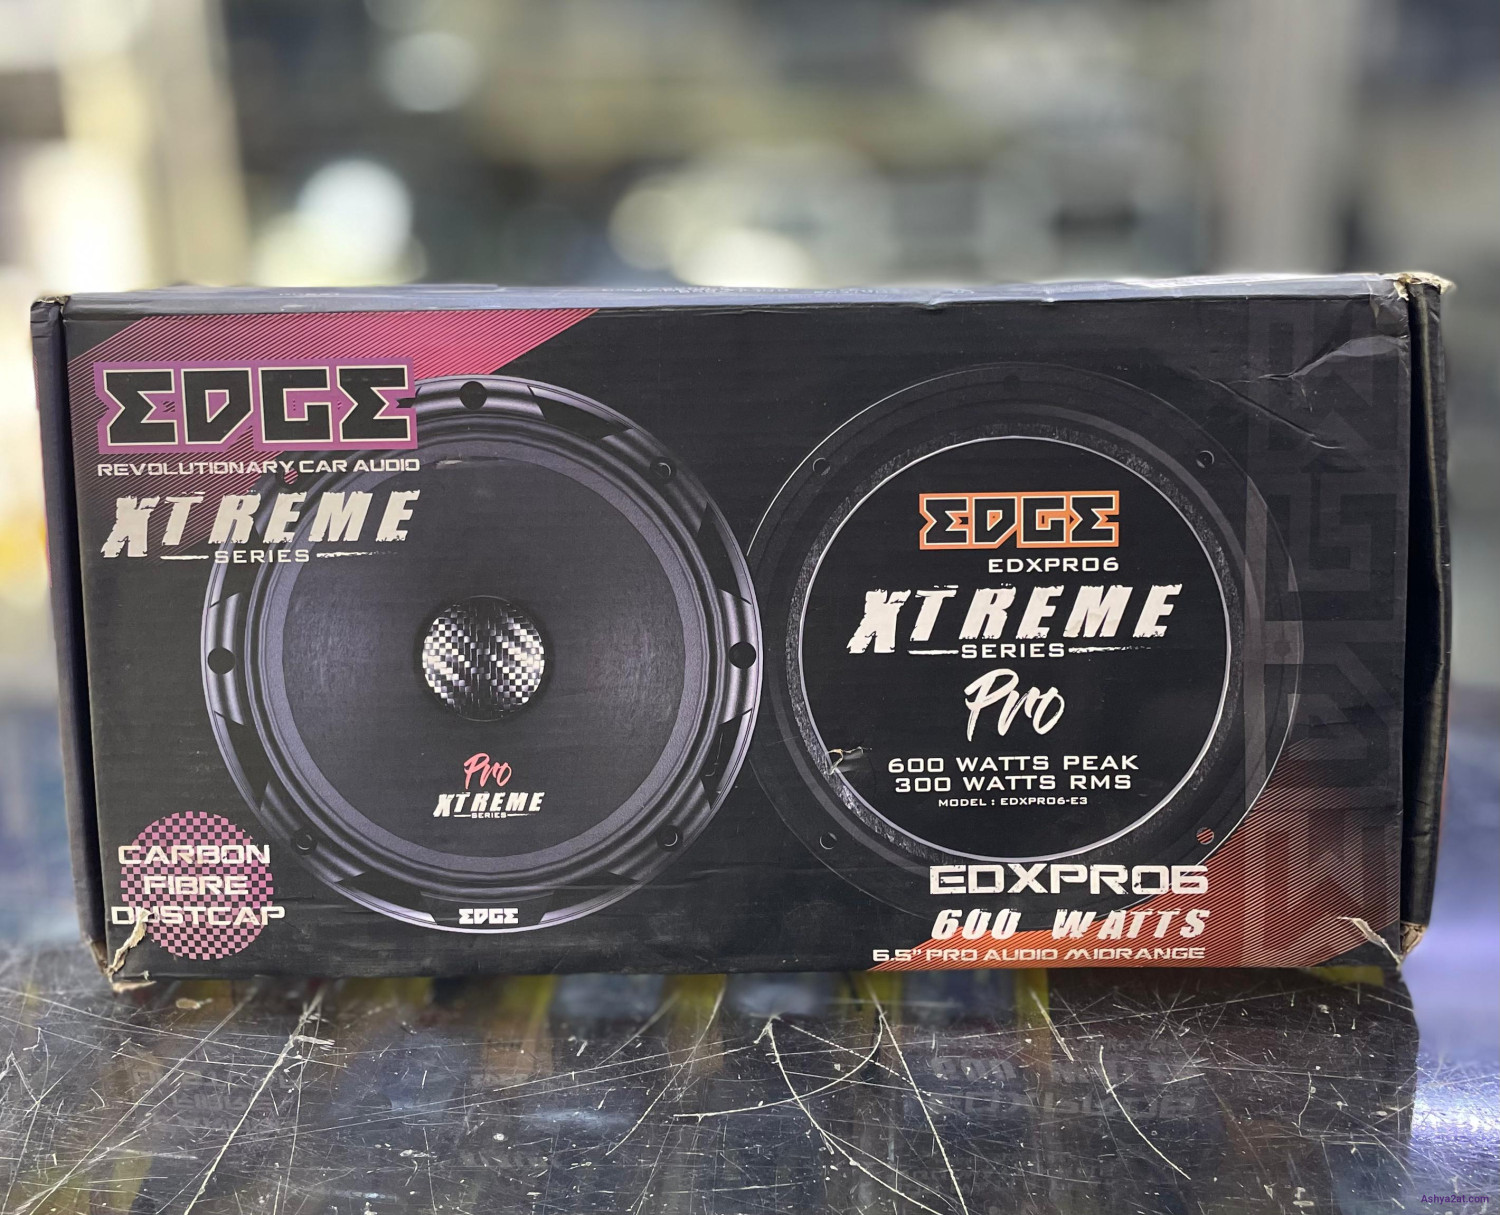 EDGE
REVOLUTIONARY CAR AUDIO
XTREME
SERIES
Pro
XTREME
SERIES
EDGE
CARBON
FIBRE
DUSTCAP
EDGE
EDXPRO6
XTREME
SERIES
Pro
600 WATTS PEAK
300 WATTS RMS
MODEL : EDXPRO6-E3
EDXPRO6
600 WATTS
6.5" PRO AUDIO MIDRANGE
Ashya2at.com